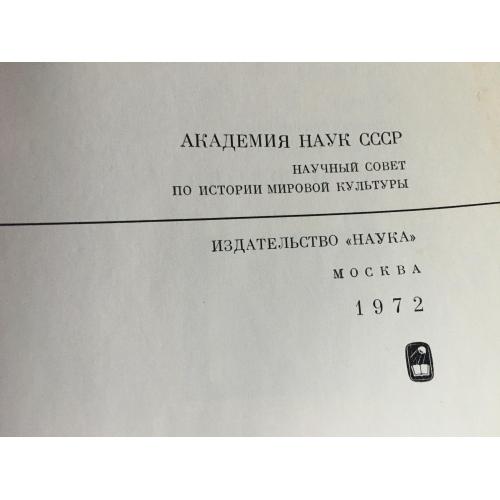 АКАДЕМИЯ НАУК СССР
НАУЧНЫЙ СОВЕТ
ПО ИСТОРИИ МИРОВОЙ КУЛЬТУРЫ
ИЗДАТЕЛЬСТВО «НАУКА»
МОСКВА
1972